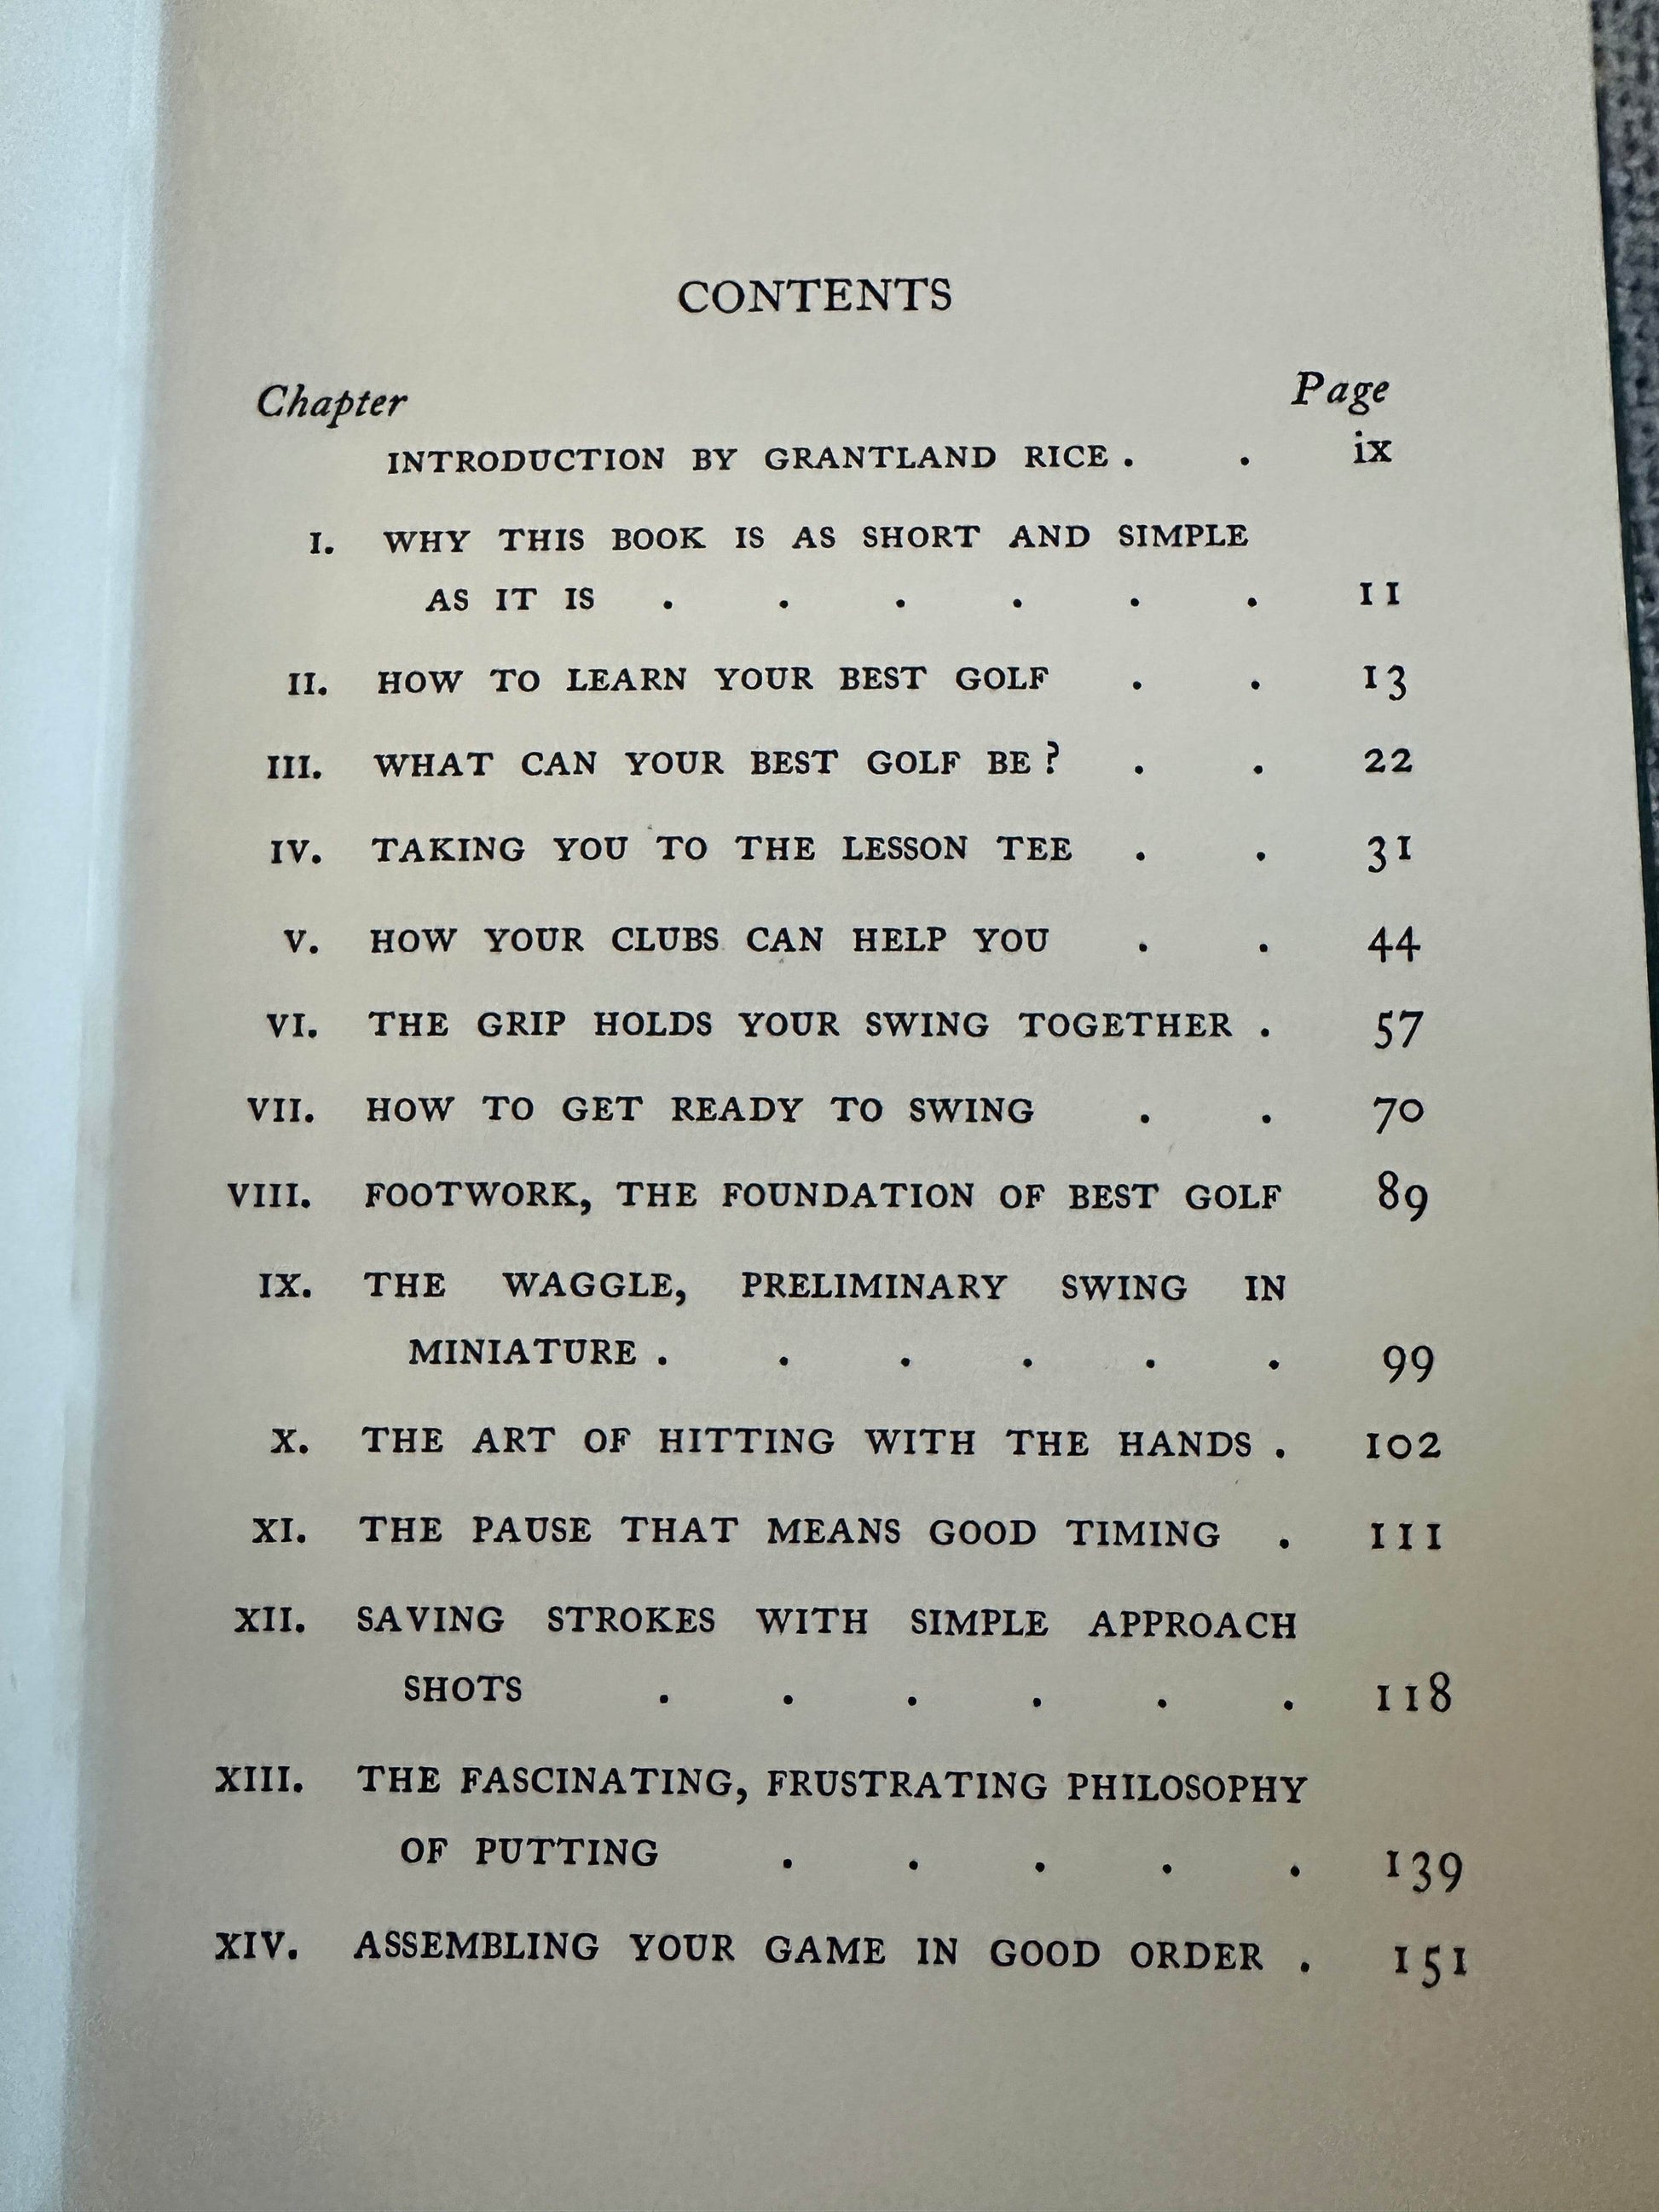 CONTENTS
Chapter Page
INTRODUCTION BY GRANTLAND RICE . . ix
I. WHY THIS BOOK IS AS SHORT AND SIMPLE
AS IT IS . . . . . . 11
II. HOW TO LEARN YOUR BEST GOLF . . 13
III. WHAT CAN YOUR BEST GOLF BE? . . 22
IV. TAKING YOU TO THE LESSON TEE . . 31
V. HOW YOUR CLUBS CAN HELP YOU . . 44
VI. THE GRIP HOLDS YOUR SWING TOGETHER . 57
VII. HOW TO GET READY TO SWING . . 70
VIII. FOOTWORK, THE FOUNDATION OF BEST GOLF 89
IX. THE WAGGLE, PRELIMINARY SWING IN
MINIATURE . . . . . . 99
X. THE ART OF HITTING WITH THE HANDS . 102
XI. THE PAUSE THAT MEANS GOOD TIMING . 111
XII. SAVING STROKES WITH SIMPLE APPROACH
SHOTS . . . . . . 118
XIII. THE FASCINATING, FRUSTRATING PHILOSOPHY
OF PUTTING . . . . . 139
XIV. ASSEMBLING YOUR GAME IN GOOD ORDER . 151